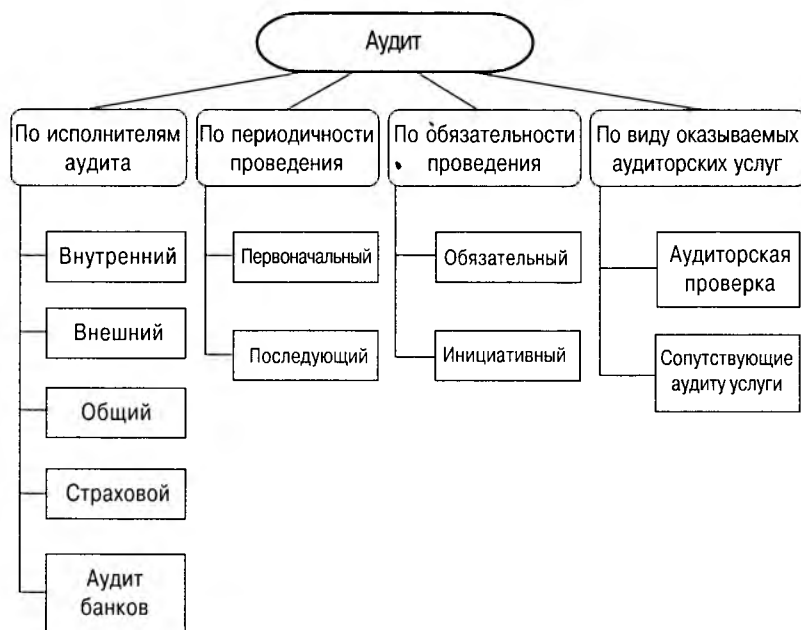 Аудит
По исполнителям
аудита
Внутренний
Внешний
Общий
Страховой
Аудит
банков
По периодичности
проведения
Первоначальный
Последующий
По обязательности
проведения
Обязательный
Инициативный
По виду оказываемых
аудиторских услуг
Аудиторская
проверка
Сопутствующие
аудиту услуги